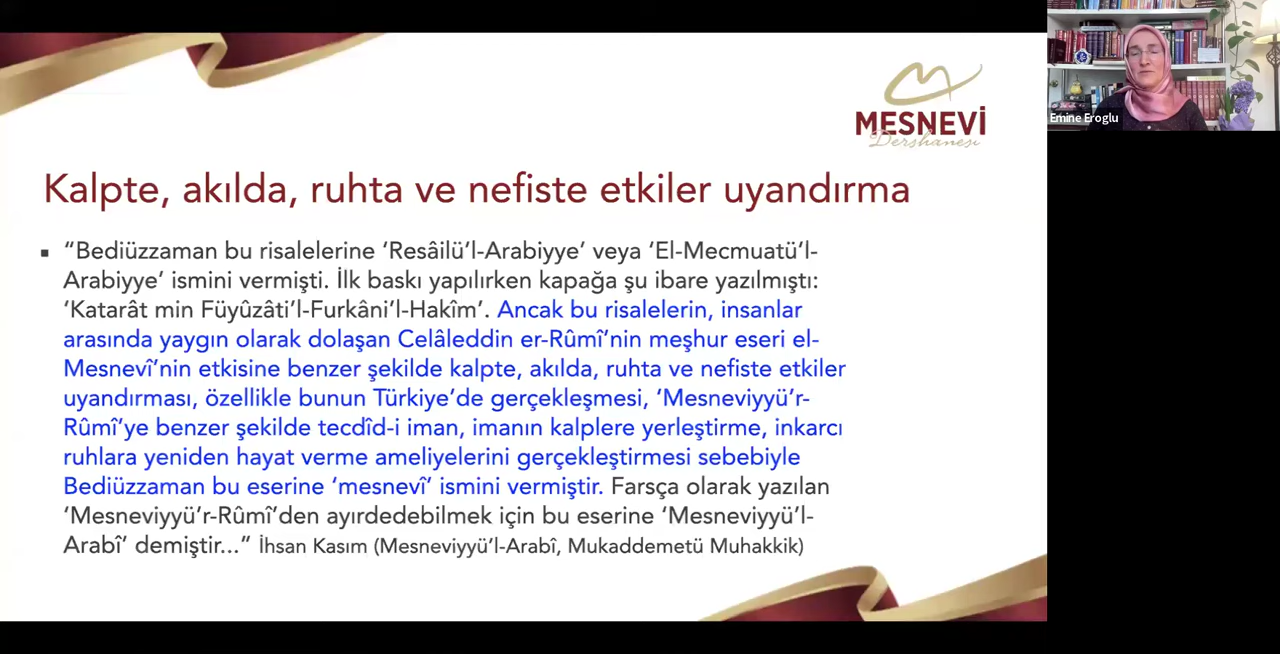 MESNEVİ
Dershanesi
Emine Eroglu
Kalpte, akılda, ruhta ve nefiste etkiler uyandırma
▪ “Bediüzzaman bu risalelerine ‘Resâilü’l-Arabiyye’ veya ‘El-Mecmuatü’l-
Arabiyye’ ismini vermişti. İlk baskı yapılırken kapağa şu ibare yazılmıştı:
‘Katarât min Füyûzâti’l-Furkâni’l-Hakîm’. Ancak bu risalelerin, insanlar
arasında yaygın olarak dolaşan Celâleddin er-Rûmî’nin meşhur eseri el-
Mesnevî’nin etkisine benzer şekilde kalpte, akılda, ruhta ve nefiste etkiler
uyandırması, özellikle bunun Türkiye’de gerçekleşmesi, ‘Mesneviyyü’r-
Rûmî’ye benzer şekilde tecdîd-i iman, imanın kalplere yerleştirme, inkarcı
ruhlara yeniden hayat verme ameliyelerini gerçekleştirmesi sebebiyle
Bediüzzaman bu eserine ‘mesnevî’ ismini vermiştir. Farsça olarak yazılan
‘Mesneviyyü’r-Rûmî’den ayırdedebilmek için bu eserine ‘Mesneviyyü’l-
Arabî’ demiştir...” İhsan Kasım (Mesneviyyü’l-Arabî, Mukaddemetü Muhakkik)